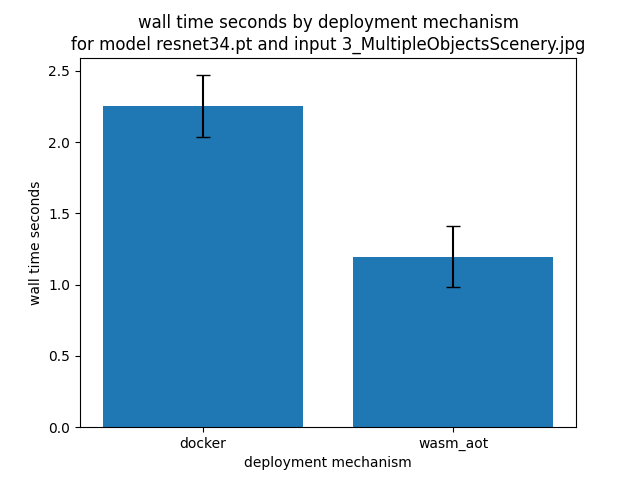 wall time seconds by deployment mechanism
for model resnet34.pt and input 3_MultipleObjectsScenery.jpg
2.5
2.0
1.5
1.0
0.5
0.0
wall time seconds
docker
wasm_aot
deployment mechanism